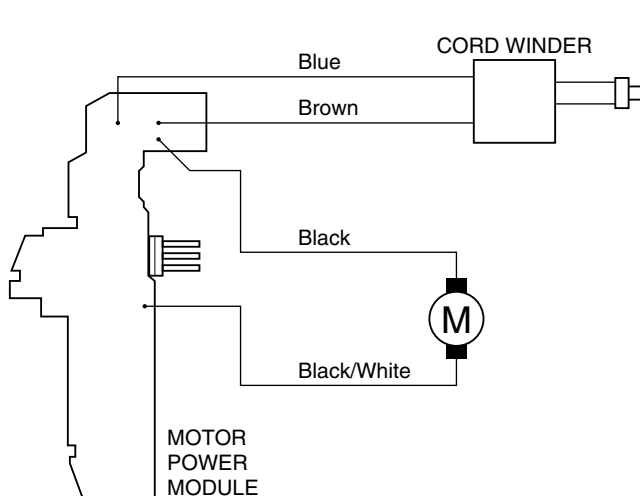 CORD WINDER
Blue
Brown
Black
M
Black/White
MOTOR
POWER
MODULE